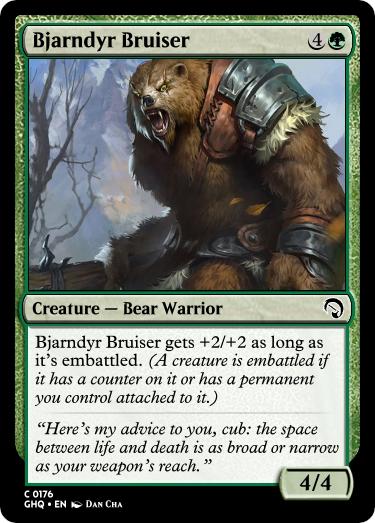 Bjarndyr Bruiser 4
Creature — Bear Warrior
Bjarndyr Bruiser gets +2/+2 as long as
it's embattled. (A creature is embattled if
it has a counter on it or has a permanent
you control attached to it.)
“Here's my advice to you, cub: the space
between life and death is as broad or narrow
as your weapon's reach.”
4/4
C 0176
GHQ • EN Dan Cha